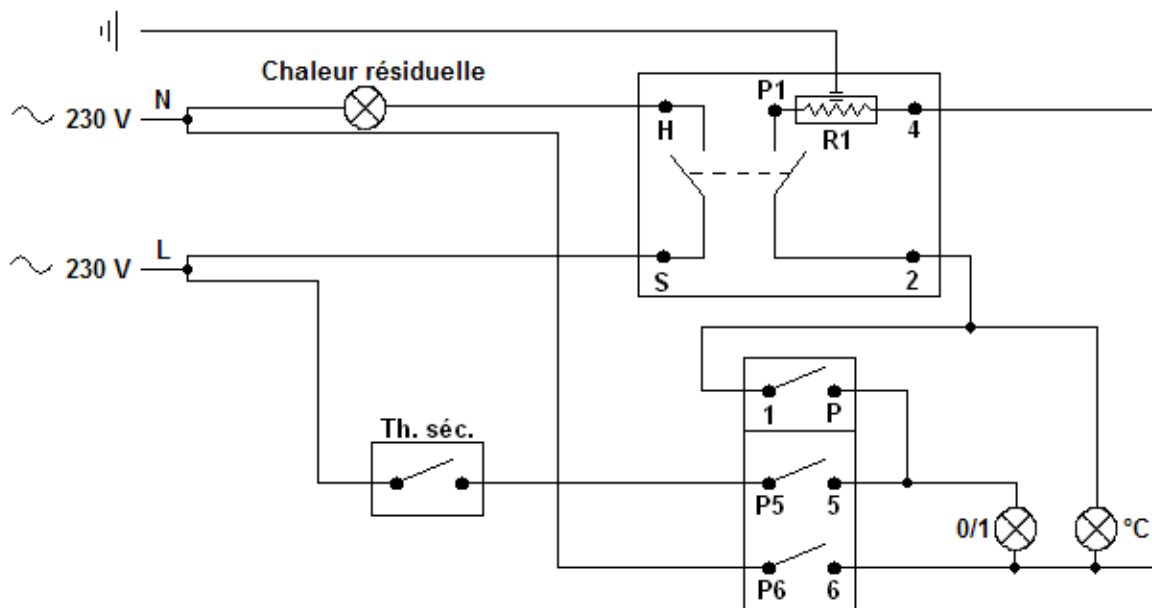 Chaleur résiduelle
N
230 V
P1
H
R1
4
L
230 V
S
2
1
P
Th. séc.
P5
5
0/1
°C
P6
6